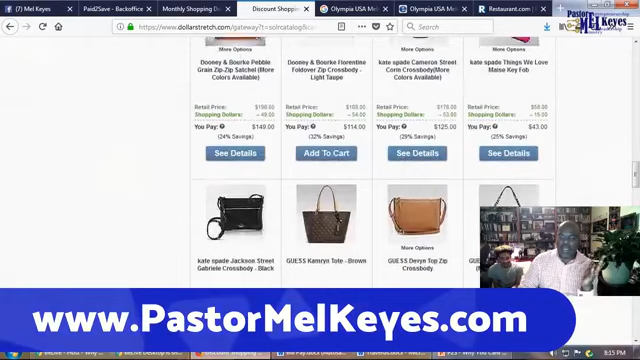 Mel Keyes
Paid2Save - Backoffice
Monthly Shopping Dollars
Discount Shopping
Olympia USA Mel
Olympia USA Mel
Restaurant.com |
Pastor
MEL Keyes
https://www.dollarstretch.com/gateway?t=solrcatalog&
Search
More Options
More Options
Dooney & Bourke Pebble
Grain Zip-Zip Satchel (More
Colors Available)
Dooney & Bourke Florentine
Foldover Zip Crossbody -
Light Taupe
kate spade Cameron Street
Corin Crossbody(More
Colors Available)
kate spade Things We Love
Maise Key Fob
Retail Price: $198.00
Shopping Dollars: - 49.00
You Pay: $149.00
(24% Savings)
See Details
Retail Price: $168.00
Shopping Dollars: - 54.00
You Pay: $114.00
(32% Savings)
Add To Cart
Retail Price: $178.00
Shopping Dollars: - 53.00
You Pay: $125.00
(29% Savings)
See Details
Retail Price: $58.00
Shopping Dollars: - 15.00
You Pay: $43.00
(25% Savings)
See Details
More Options
kate spade Jackson Street
Gabriele Crossbody - Black
GUESS Kamryn Tote - Brown
GUESS Devyn Top Zip
Crossbody
www.PastorMelKeyes.com
8:15 PM